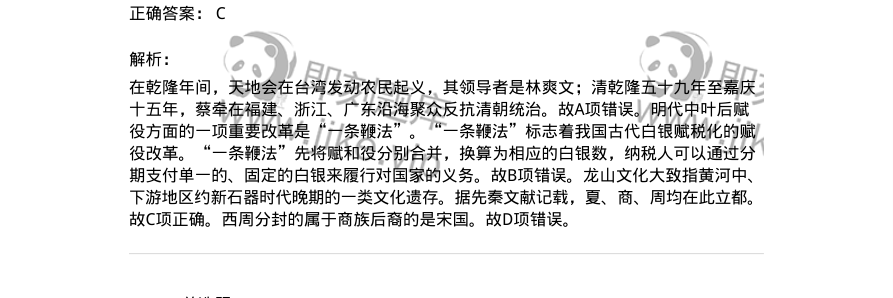 正确答案： C
解析：
在乾隆年间，天地会在台湾发动农民起义，其领导者是林爽文；清乾隆五十九年至嘉庆
十五年，蔡牵在福建、浙江、广东沿海聚众反抗清朝统治。故A项错误。明代中叶后赋
役方面的一项重要改革是“一条鞭法”。“一条鞭法”标志着我国古代白银赋税化的赋
役改革。“一条鞭法”先将赋和役分别合并，换算为相应的白银数，纳税人可以通过分
期支付单一的、固定的白银来履行对国家的义务。故B项错误。龙山文化大致指黄河中、
下游地区约新石器时代晚期的一类文化遗存。据先秦文献记载，夏、商、周均在此立都。
故C项正确。西周分封的属于商族后裔的是宋国。故D项错误。